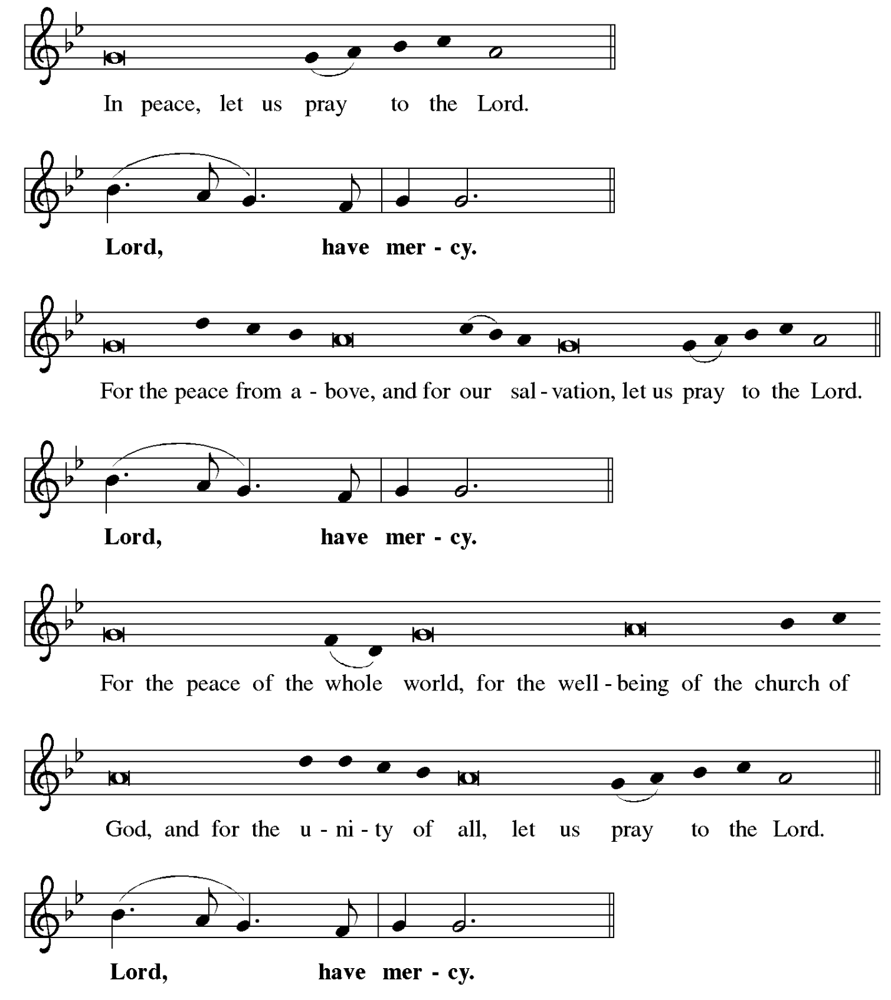 In peace, let us pray to the Lord.
Lord, have mer - cy.
For the peace from a - bove, and for our sal - vation, let us pray to the Lord.
Lord, have mer - cy.
For the peace of the whole world, for the well - being of the church of
God, and for the u - ni - ty of all, let us pray to the Lord.
Lord, have mer - cy.